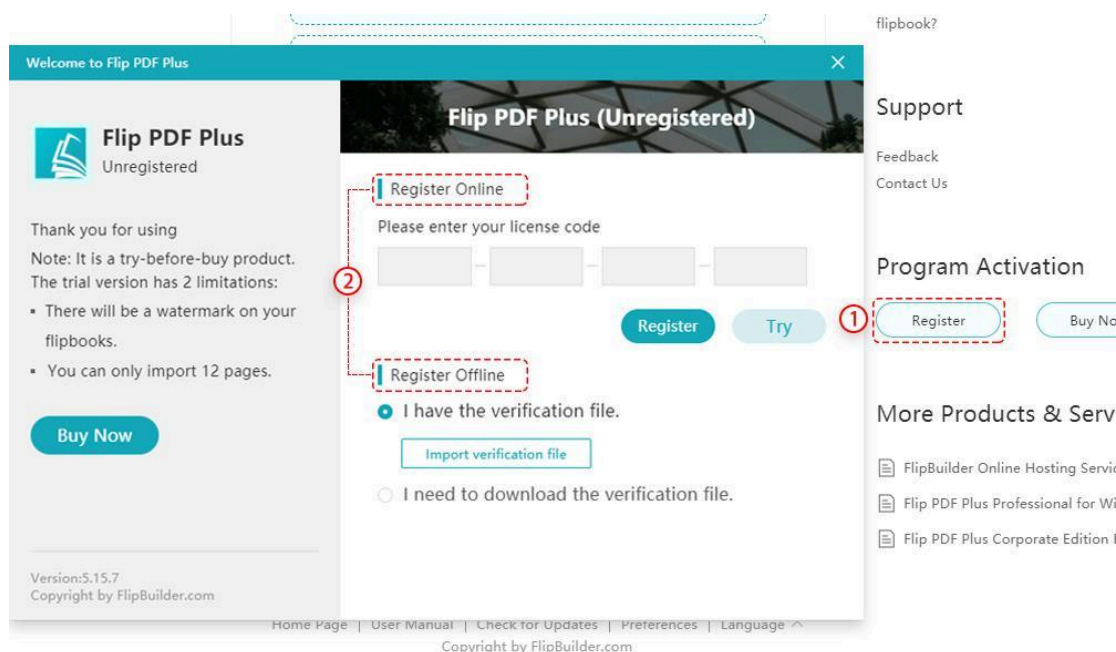 flipbook?
Welcome to Flip PDF Plus
Flip PDF Plus
Unregistered
Thank you for using
Note: It is a try-before-buy product.
The trial version has 2 limitations:
There will be a watermark on your
flipbooks.
You can only import 12 pages.
Buy Now
Version:5.15.7
Copyright by FlipBuilder.com
Flip PDF Plus (Unregistered)
Register Online
Please enter your license code
2
Register Try
Register Offline
I have the verification file.
Import verification file
I need to download the verification file.
Support
Feedback
Contact Us
Program Activation
1
Register Buy No
More Products & Serv
FlipBuilder Online Hosting Servic
Flip PDF Plus Professional for Wi
Flip PDF Plus Corporate Edition
Home Page | User Manual | Check for Updates | Preferences | Language
Copyright by FlipBuilder.com